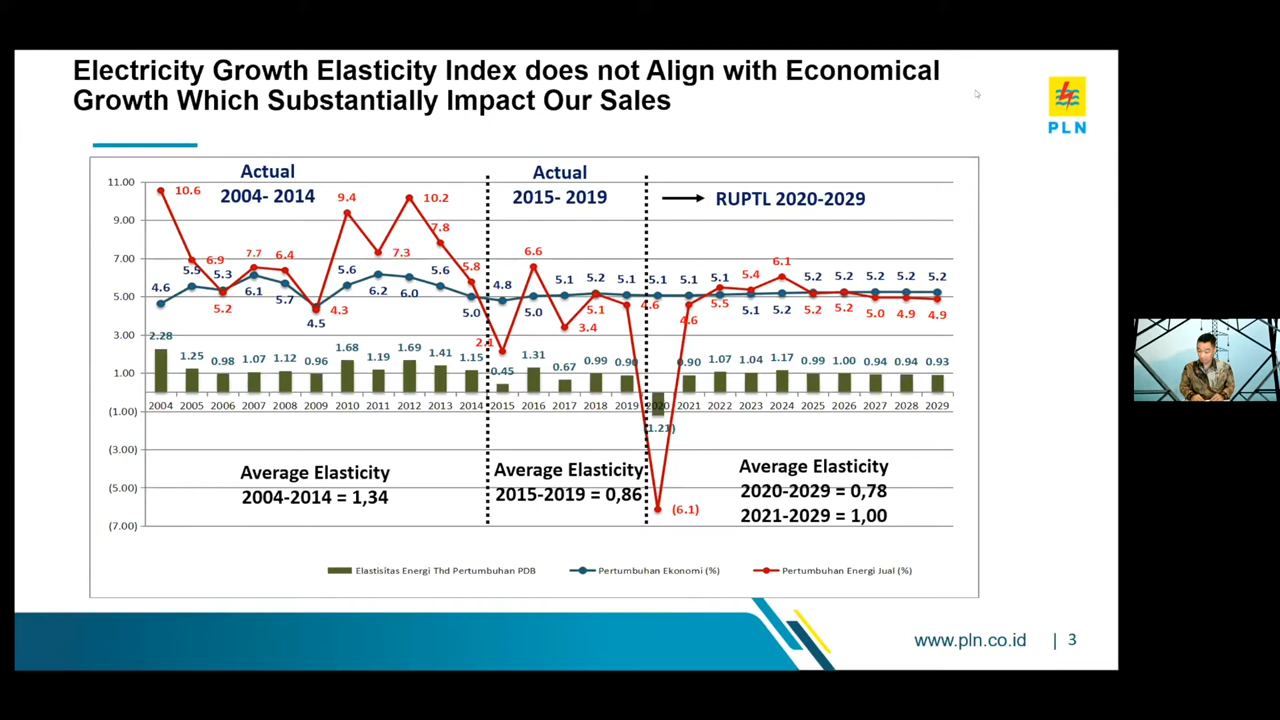 Electricity Growth Elasticity Index does not Align with Economical
Growth Which Substantially Impact Our Sales
PLN
Actual
2004- 2014
Actual
2015- 2019
RUPTL 2020-2029
11.00
9.00
7.00
5.00
3.00
1.00
(1.00)
(3.00)
(5.00)
(7.00)
10.6 6.9 5.2 7.7 6.4 4.3 9.4 7.3 10.2 7.8 5.8 2.1 6.6 3.4 5.1 4.6 (6.1) 4.6 5.5 5.4 6.1 5.2 5.2 5.0 4.9 4.9
4.6 5.5 5.3 6.1 5.7 4.5 5.6 6.2 6.0 5.6 5.0 4.8 5.0 5.1 5.2 5.1 5.1 5.1 5.1 5.1 5.2 5.2 5.2 5.2 5.2 5.2
2.28 1.25 0.98 1.07 1.12 0.96 1.68 1.19 1.69 1.41 1.15 0.45 1.31 0.67 0.99 0.90 (1.21) 0.90 1.07 1.04 1.17 0.99 1.00 0.94 0.94 0.93
2004 2005 2006 2007 2008 2009 2010 2011 2012 2013 2014 2015 2016 2017 2018 2019 2020 2021 2022 2023 2024 2025 2026 2027 2028 2029
Average Elasticity
2004-2014 = 1,34
Average Elasticity
2015-2019 = 0,86
Average Elasticity
2020-2029 = 0,78
2021-2029 = 1,00
Elastisitas Energi Thd Pertumbuhan PDB
Pertumbuhan Ekonomi (%)
Pertumbuhan Energi Jual (%)
www.pln.co.id | 3